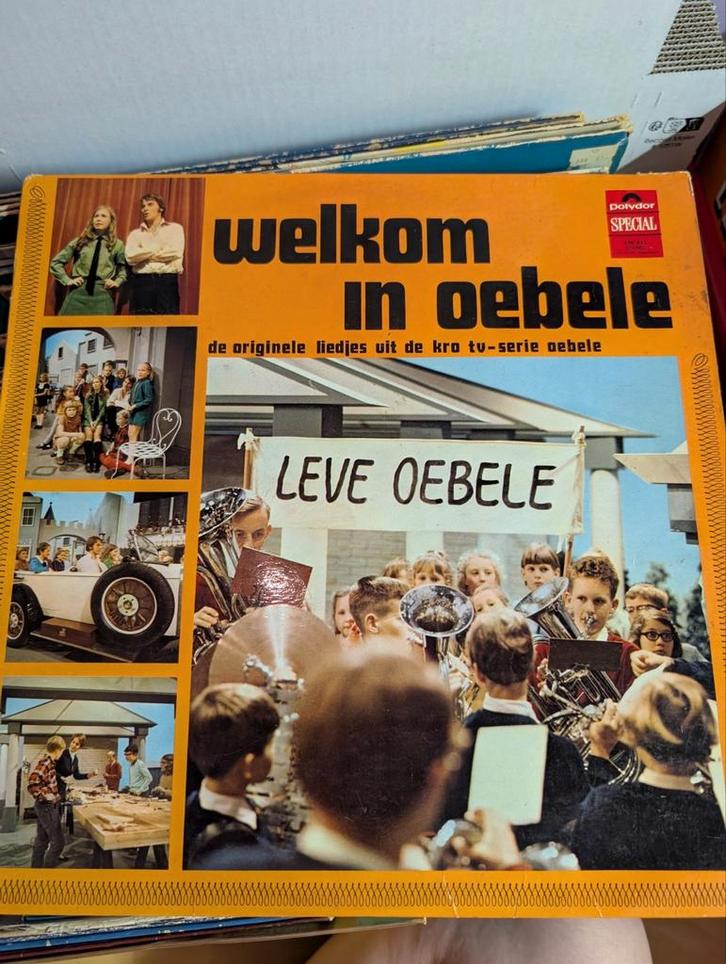 welkom
in oebele
de originele liedjes uit de kro tv-serie oebele
Polydor
SPECIAL
LEVE OEBELE